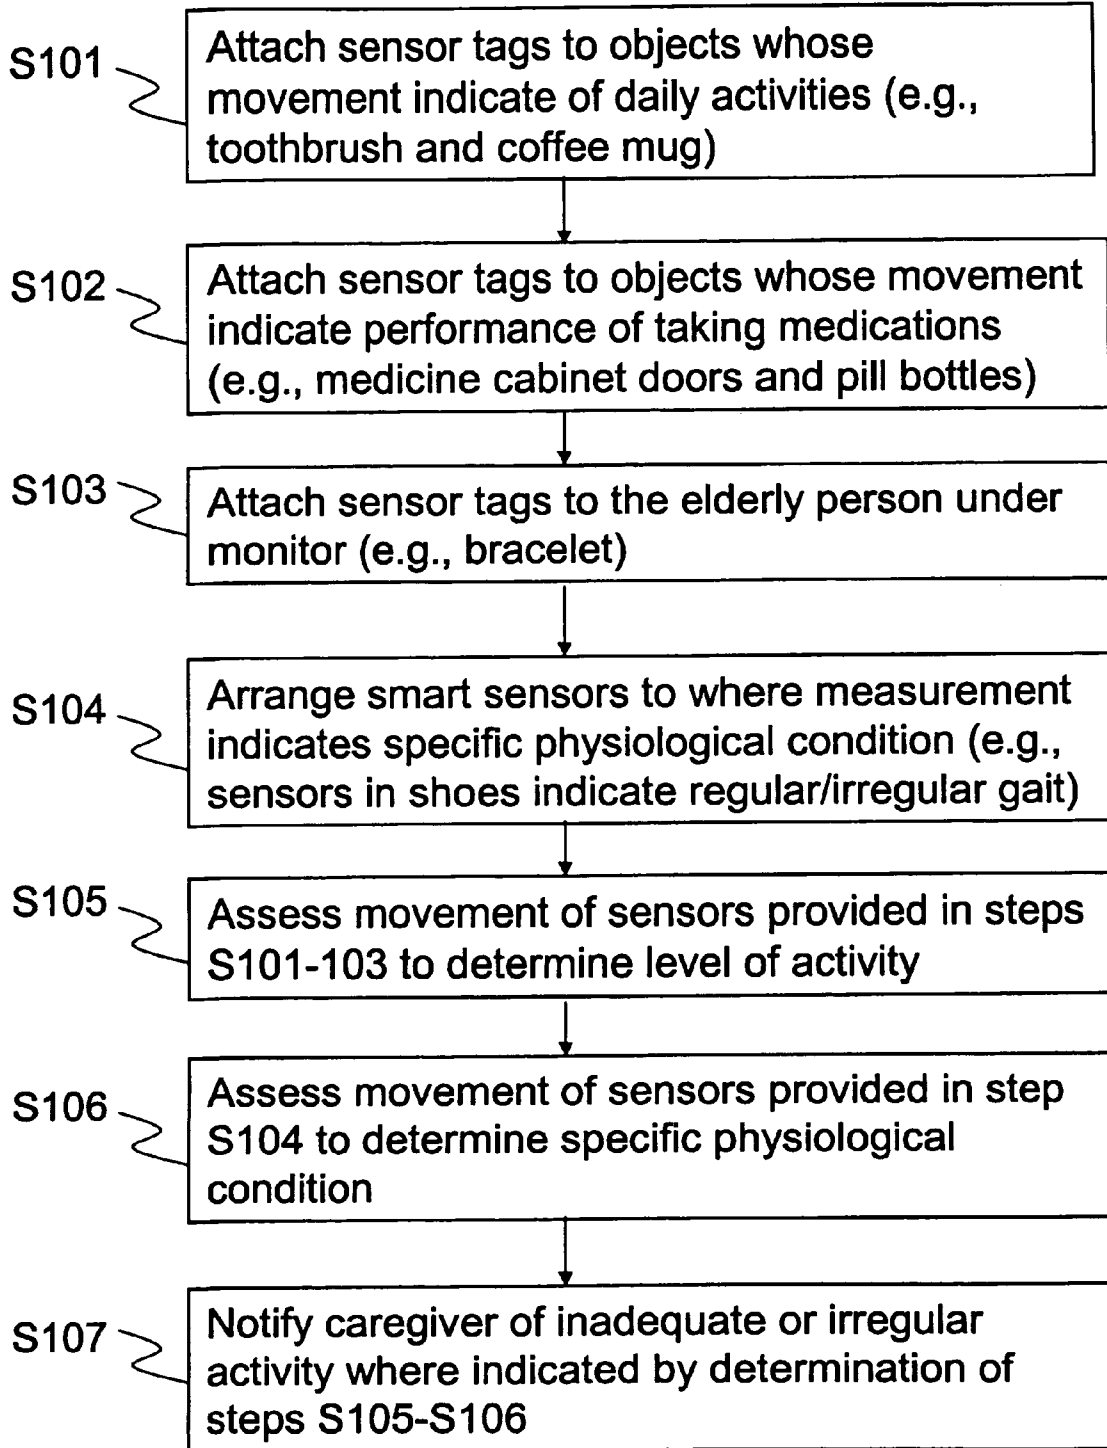 S101
Attach sensor tags to objects whose
movement indicate of daily activities (e.g.,
toothbrush and coffee mug)
S102
Attach sensor tags to objects whose movement
indicate performance of taking medications
(e.g., medicine cabinet doors and pill bottles)
S103
Attach sensor tags to the elderly person under
monitor (e.g., bracelet)
S104
Arrange smart sensors to where measurement
indicates specific physiological condition (e.g.,
sensors in shoes indicate regular/irregular gait)
S105
Assess movement of sensors provided in steps
S101-103 to determine level of activity
S106
Assess movement of sensors provided in step
S104 to determine specific physiological
condition
S107
Notify caregiver of inadequate or irregular
activity where indicated by determination of
steps S105-S106